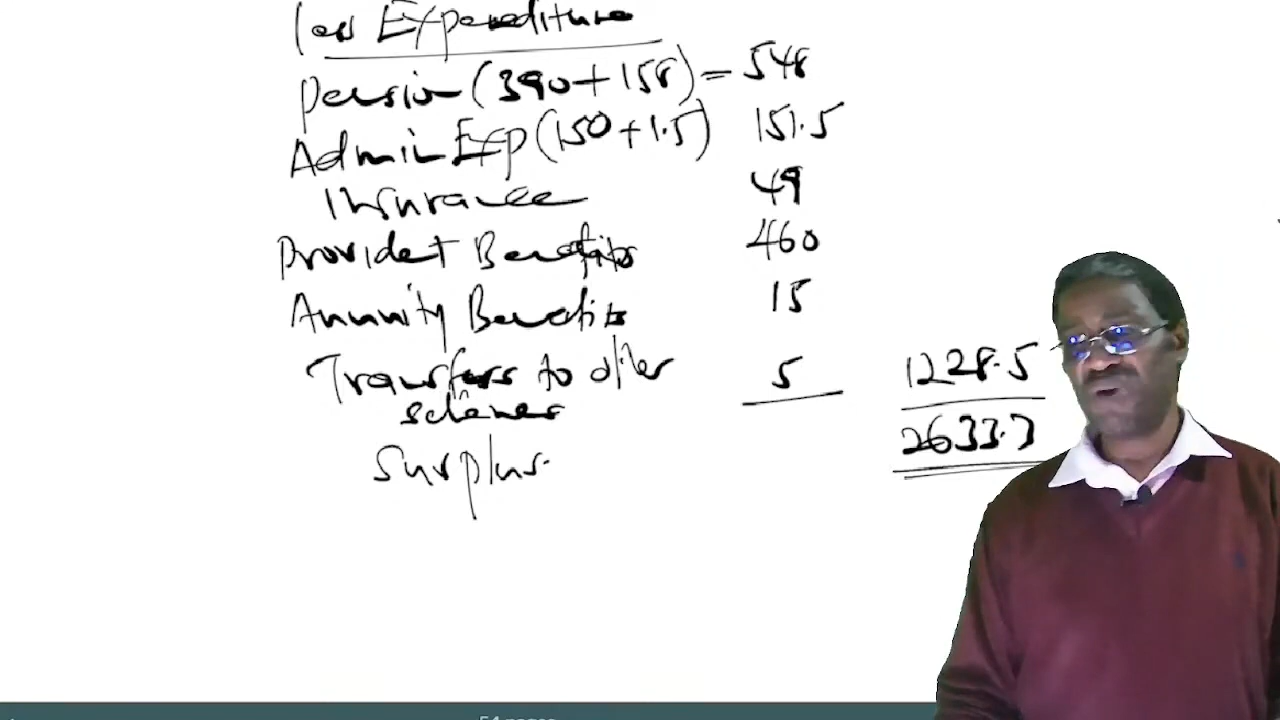 less Expenditure
Pension (390 + 158) = 548
Admin Exp (150 + 1.5) 151.5
Insurance 49
Provident Benefits 460
Annuity Benefits 15
Transfers to other 5 1228.5
schemes 2633.3
Surplus.